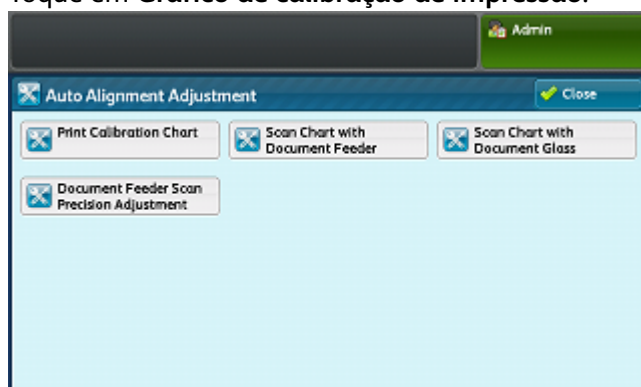 Toque em Gráfico de calibração de impressão.
Admin
Auto Alignment Adjustment
Close
Print Calibration Chart
Scan Chart with
Document Feeder
Scan Chart with
Document Glass
Document Feeder Scan
Precision Adjustment